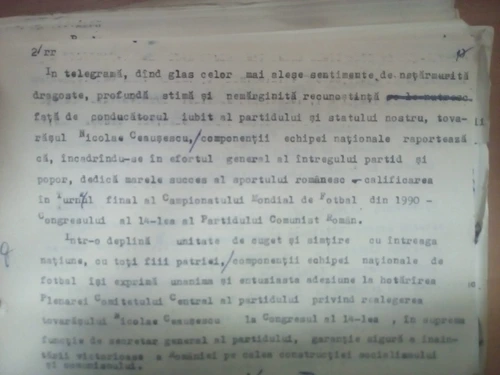 2/rr
In telegramă, dînd glas celor mai alese sentimente de nețărmurită
dragoste, profundă stimă și nemărginită recunoștință
față de conducătorul iubit al partidului și statului nostru, tova-
rășul Nicolae Ceaușescu, componenții echipei naționale raportează
că, încadrîndu-se în efortul general al întregului partid și
popor, dedică marele succes al sportului românesc - calificarea
în Turnul final al Campionatului Mondial de Fotbal din 1990 -
Congresului al 14-lea al Partidului Comunist Român.
Intr-o deplină unitate de cuget și simțire cu întreaga
națiune, cu toți fiii patriei, componenții echipei naționale de
fotbal își exprimă unanima și entuziasta adeziune la hotărîrea
Plenarei Comitetului Central al partidului privind realegerea
tovarășului Nicolae Ceaușescu la Congresul al 14-lea , în suprema
funcție de secretar general al partidului, garanție sigură a înain-
tării victorioase a României pe calea construcției socialismului
și comunismului.